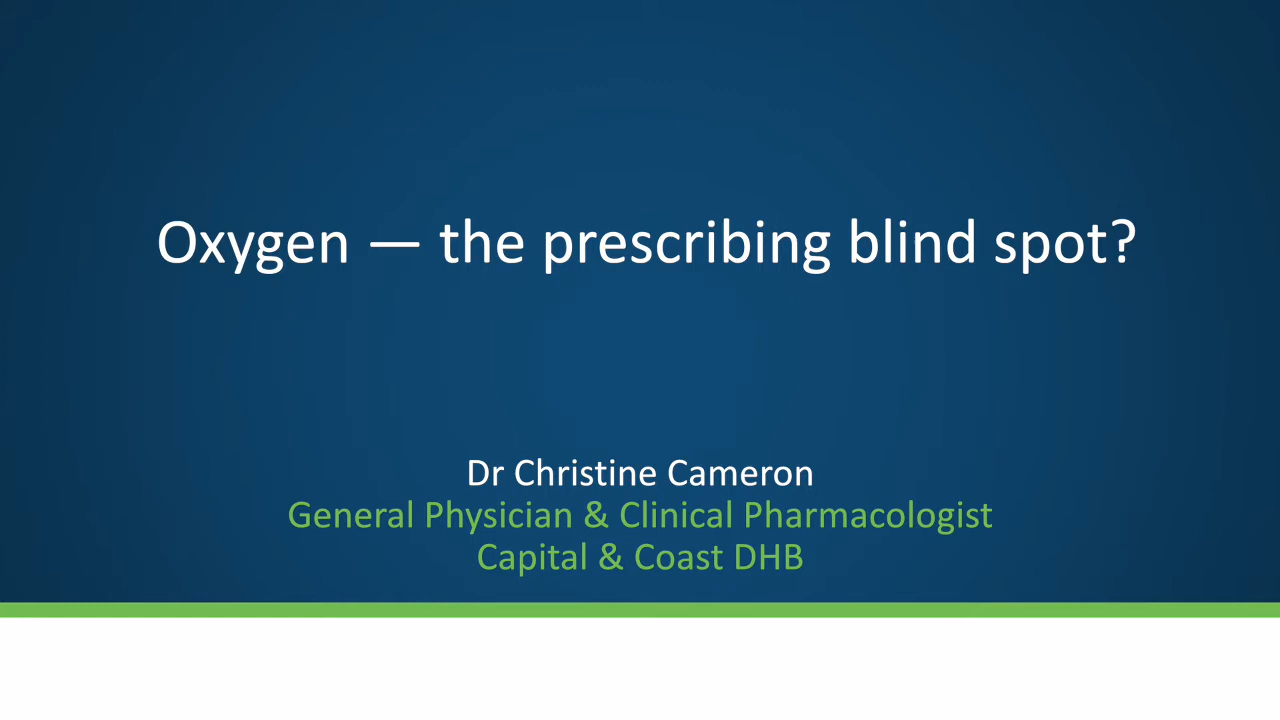 Oxygen — the prescribing blind spot?
Dr Christine Cameron
General Physician & Clinical Pharmacologist
Capital & Coast DHB